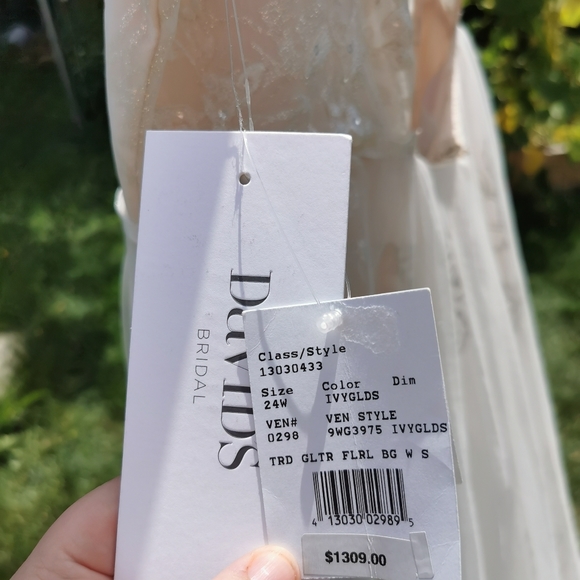 DaVIDS
BRIDAL
Class/Style
13030433
Size Color Dim
24W IVYGLDS
VEN# VEN STYLE
0298 9WG3975 IVYGLDS
TRD GLTR FLRL BG W S
4 13030 02989 5
$1309.00